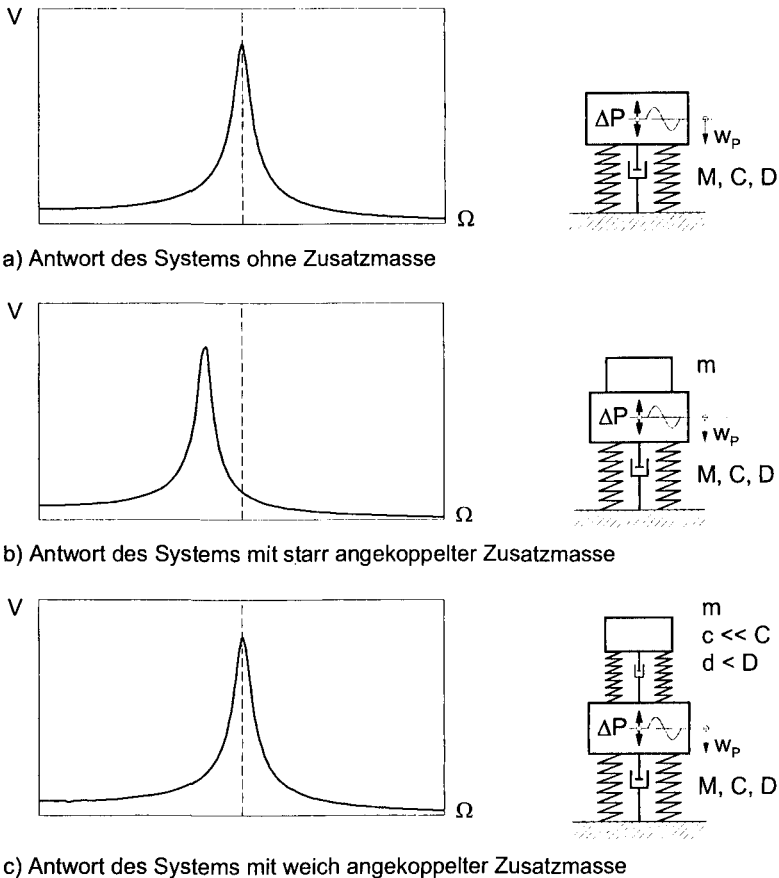 V
Ω
ΔP
w_P
M, C, D
a) Antwort des Systems ohne Zusatzmasse
V
Ω
m
ΔP
w_P
M, C, D
b) Antwort des Systems mit starr angekoppelter Zusatzmasse
V
Ω
m
c << C
d < D
ΔP
w_P
M, C, D
c) Antwort des Systems mit weich angekoppelter Zusatzmasse